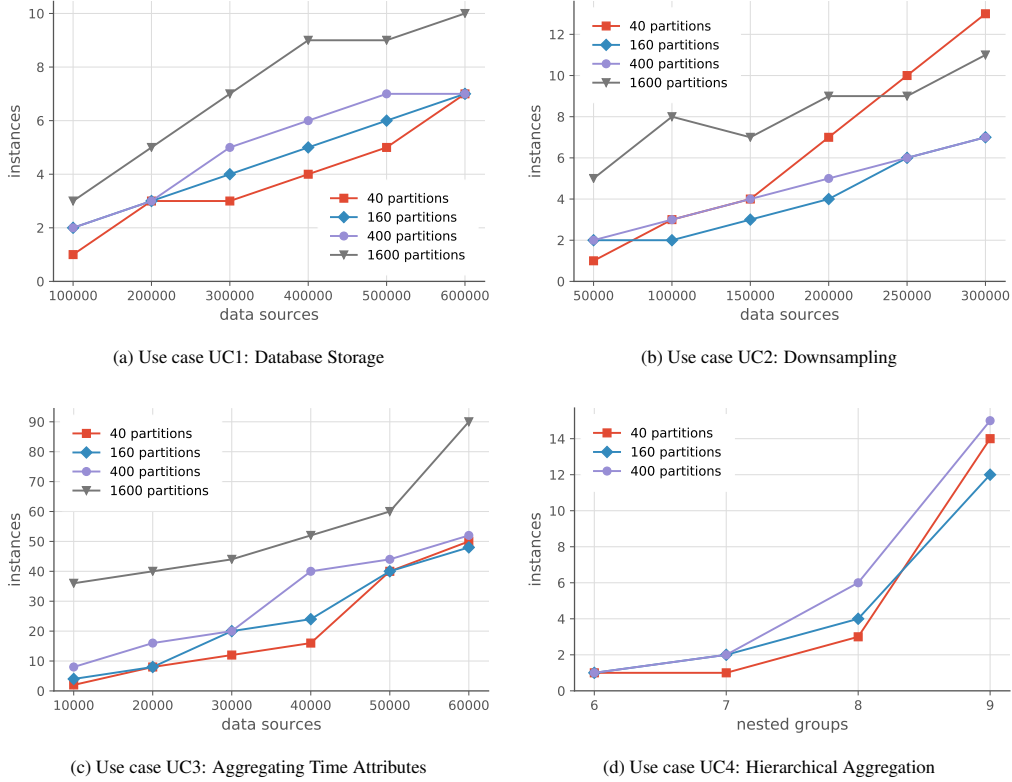 10
8
6
4
2
0
instances
40 partitions
160 partitions
400 partitions
1600 partitions
100000 200000 300000 400000 500000 600000
data sources
(a) Use case UC1: Database Storage
12
10
8
6
4
2
0
instances
40 partitions
160 partitions
400 partitions
1600 partitions
50000 100000 150000 200000 250000 300000
data sources
(b) Use case UC2: Downsampling
90
80
70
60
50
40
30
20
10
0
instances
40 partitions
160 partitions
400 partitions
1600 partitions
10000 20000 30000 40000 50000 60000
data sources
(c) Use case UC3: Aggregating Time Attributes
14
12
10
8
6
4
2
0
instances
40 partitions
160 partitions
400 partitions
6 7 8 9
nested groups
(d) Use case UC4: Hierarchical Aggregation